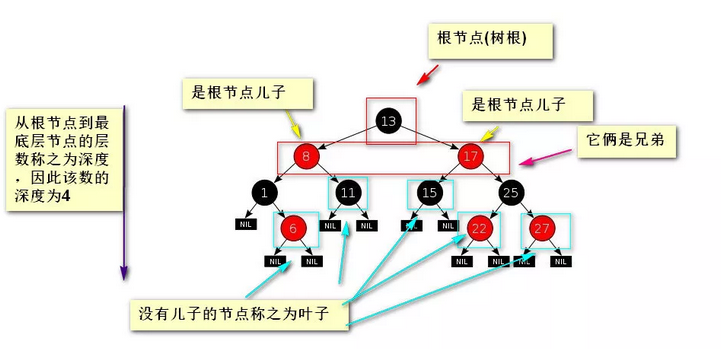 根节点(树根)
是根节点儿子
是根节点儿子
13
它俩是兄弟
从根节点到最
底层节点的层
数称之为深度
，因此该数的
深度为4
8
17
1
11
15
25
NIL
6
NIL
NIL
NIL
NIL
22
27
NIL
NIL
NIL
NIL
NIL
NIL
没有儿子的节点称之为叶子